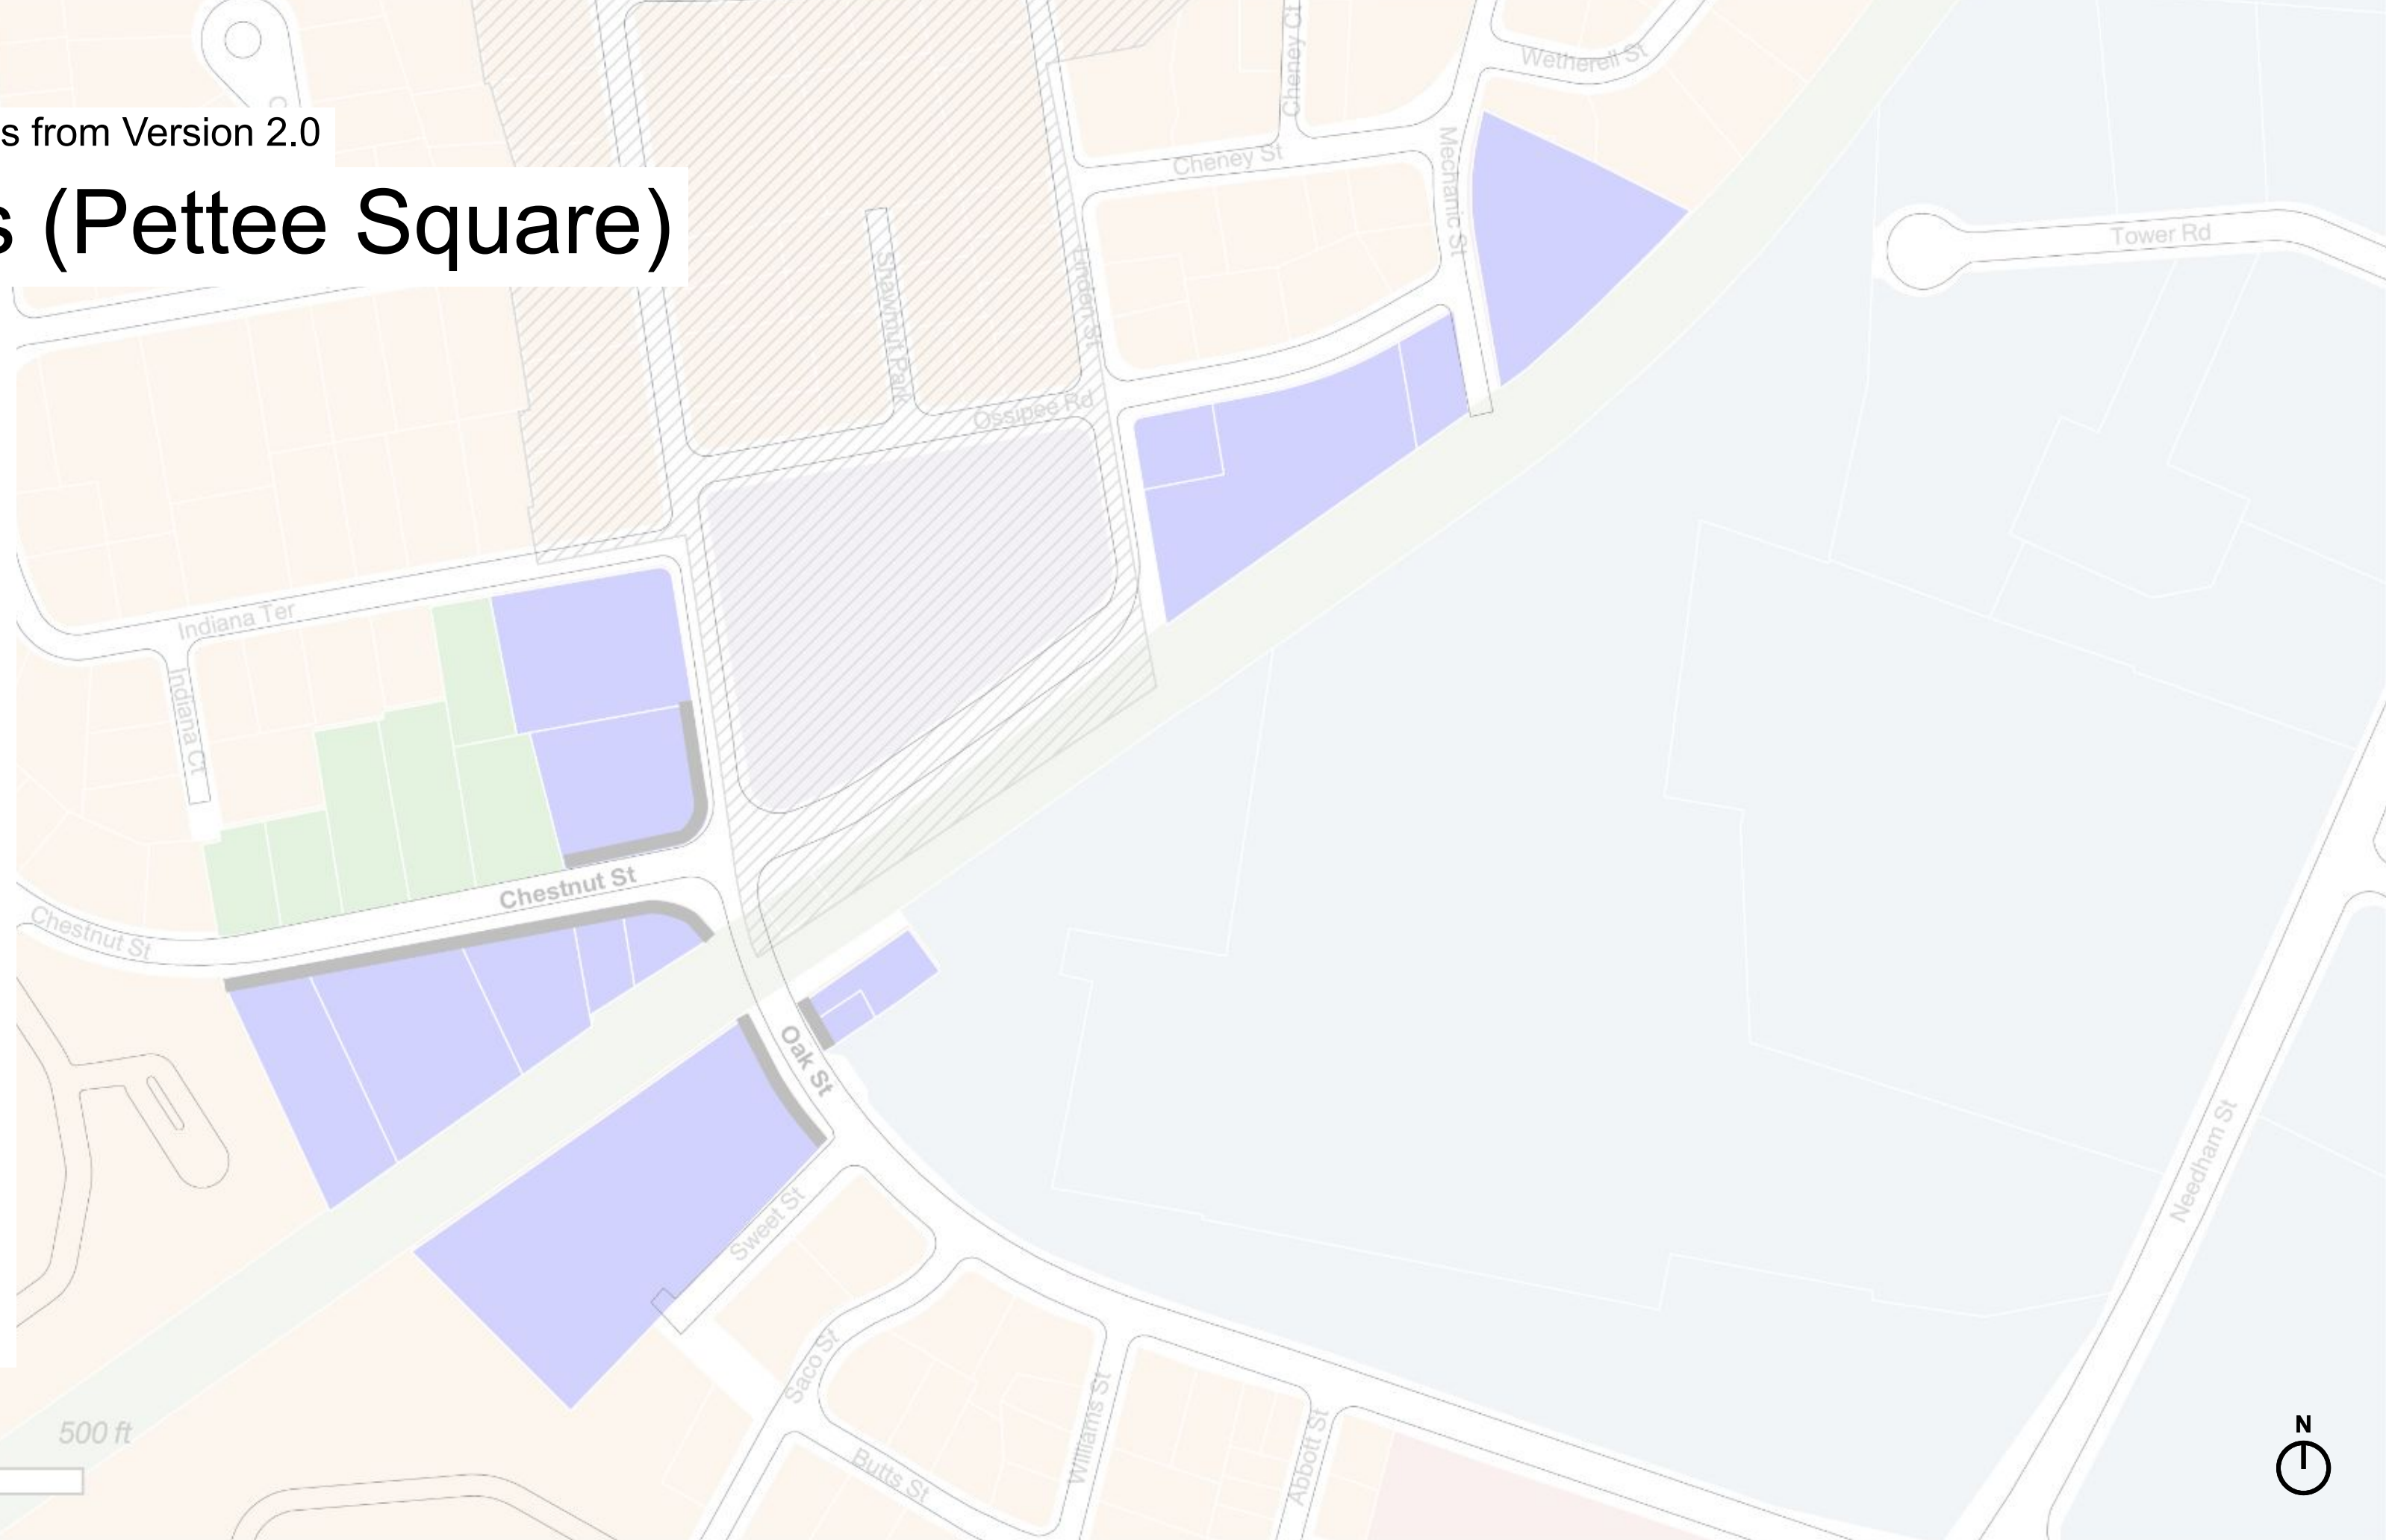 Cheney Ct
Wetherell St
s from Version 2.0
Cheney St
Mechanic St
s (Pettee Square)
Tower Rd
Shawmut Park
Linden St
Ossipee Rd
Indiana Ter
Indiana Ct
Chestnut St
Chestnut St
Oak St
Needham St
Sweet St
Saco St
Williams St
Abbott St
500 ft
Butts St
N